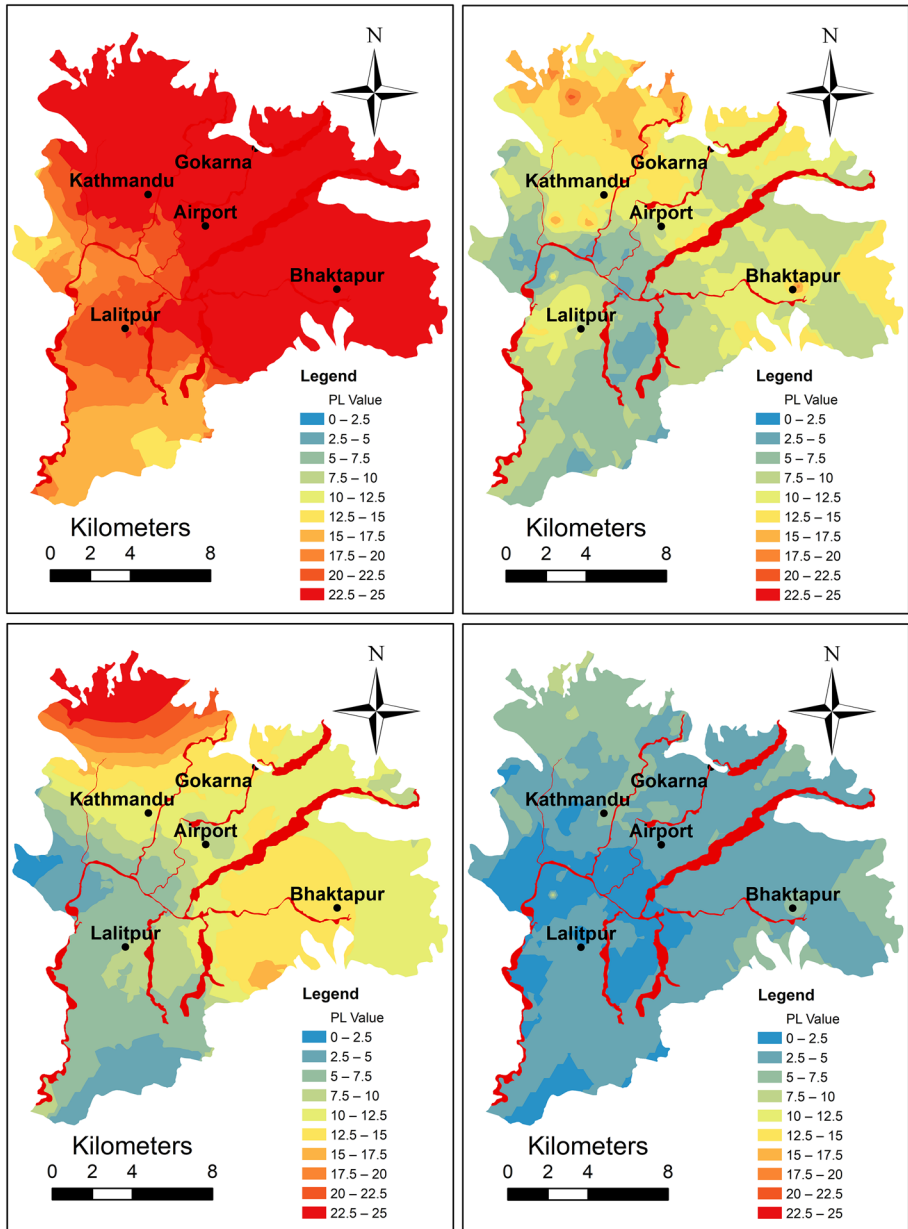 N
Gokarna
Kathmandu
Airport
Bhaktapur
Lalitpur
Legend
PL Value
0 – 2.5
2.5 – 5
5 – 7.5
7.5 – 10
10 – 12.5
12.5 – 15
15 – 17.5
17.5 – 20
20 – 22.5
22.5 – 25
Kilometers
0 2 4 8
N
Gokarna
Kathmandu
Airport
Bhaktapur
Lalitpur
Legend
PL Value
0 – 2.5
2.5 – 5
5 – 7.5
7.5 – 10
10 – 12.5
12.5 – 15
15 – 17.5
17.5 – 20
20 – 22.5
22.5 – 25
Kilometers
0 2 4 8
N
Gokarna
Kathmandu
Airport
Bhaktapur
Lalitpur
Legend
PL Value
0 – 2.5
2.5 – 5
5 – 7.5
7.5 – 10
10 – 12.5
12.5 – 15
15 – 17.5
17.5 – 20
20 – 22.5
22.5 – 25
Kilometers
0 2 4 8
N
Gokarna
Kathmandu
Airport
Bhaktapur
Lalitpur
Legend
PL Value
0 – 2.5
2.5 – 5
5 – 7.5
7.5 – 10
10 – 12.5
12.5 – 15
15 – 17.5
17.5 – 20
20 – 22.5
22.5 – 25
Kilometers
0 2 4 8